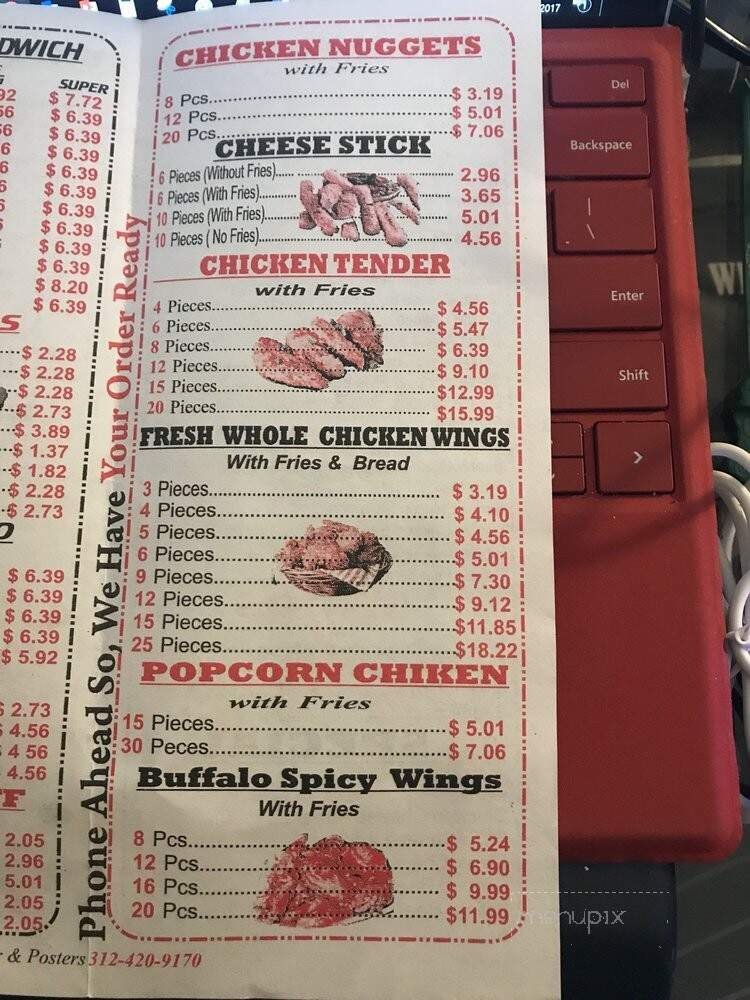 2017
DWICH
SUPER
92 $ 7.72
56 $ 6.39
56 $ 6.39
6 $ 6.39
6 $ 6.39
$ 6.39
$ 6.39
$ 6.39
$ 6.39
$ 8.20
$ 6.39
S
$ 2.28
$ 2.28
$ 2.28
$ 2.73
$ 3.89
$ 1.37
$ 1.82
$ 2.28
$ 2.73
O
$ 6.39
$ 6.39
$ 6.39
$ 6.39
$ 5.92
$ 2.73
$ 4.56
4 56
4.56
F
2.05
2.96
5.01
2.05
2.05
Phone Ahead So, We Have Your Order Ready
CHICKEN NUGGETS
with Fries
8 Pcs. $ 3.19
12 Pcs. $ 5.01
20 Pcs. $ 7.06
CHEESE STICK
6 Pieces (Without Fries) 2.96
6 Pieces (With Fries) 3.65
10 Pieces (With Fries) 5.01
10 Pieces ( No Fries) 4.56
CHICKEN TENDER
with Fries
4 Pieces $ 4.56
6 Pieces $ 5.47
8 Pieces $ 6.39
12 Pieces $ 9.10
15 Pieces $12.99
20 Pieces $15.99
FRESH WHOLE CHICKEN WINGS
With Fries & Bread
3 Pieces $ 3.19
4 Pieces $ 4.10
5 Pieces $ 4.56
6 Pieces $ 5.01
9 Pieces $ 7.30
12 Pieces $ 9.12
15 Pieces $11.85
25 Pieces $18.22
POPCORN CHIKEN
with Fries
15 Pieces $ 5.01
30 Peces $ 7.06
Buffalo Spicy Wings
With Fries
8 Pcs $ 5.24
12 Pcs $ 6.90
16 Pcs $ 9.99
20 Pcs $11.99
& Posters 312-420-9170
Del
Backspace
|
\
Enter
Shift
>
menupix